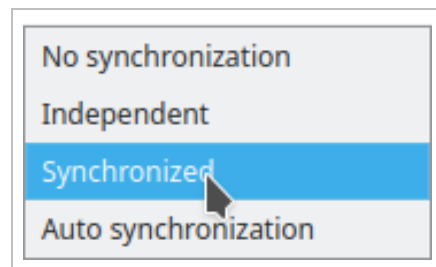 No synchronization
Independent
Synchronized
Auto synchronization